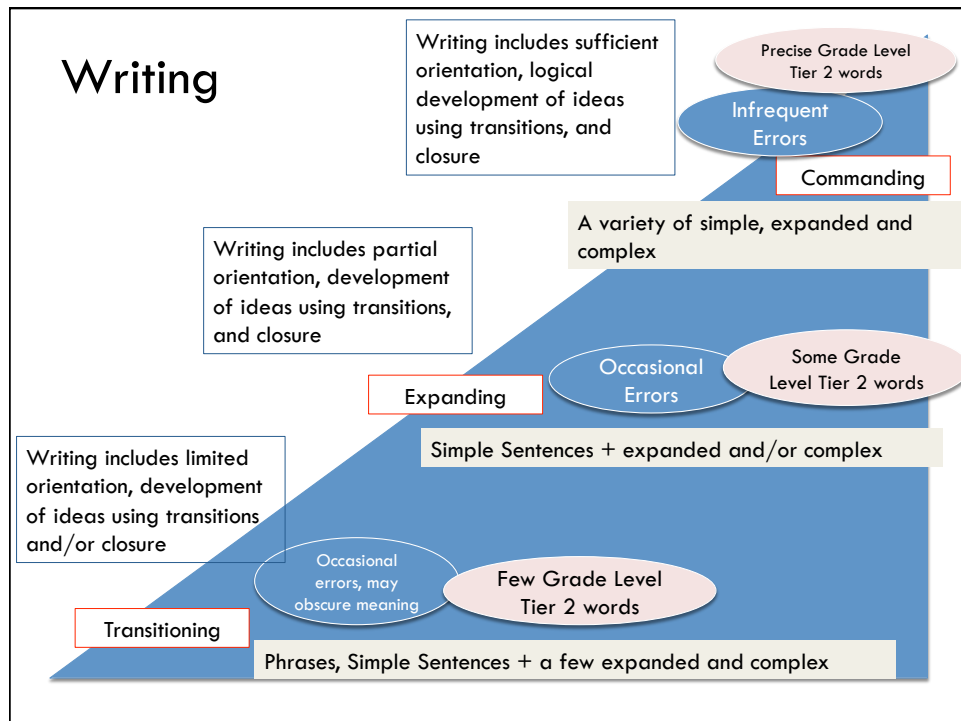 Writing
Writing includes sufficient
orientation, logical
development of ideas
using transitions, and
closure
Precise Grade Level
Tier 2 words
Infrequent
Errors
Commanding
A variety of simple, expanded and
complex
Writing includes partial
orientation, development
of ideas using transitions,
and closure
Expanding
Occasional
Errors
Some Grade
Level Tier 2 words
Simple Sentences + expanded and/or complex
Writing includes limited
orientation, development
of ideas using transitions
and/or closure
Occasional
errors, may
obscure meaning
Few Grade Level
Tier 2 words
Transitioning
Phrases, Simple Sentences + a few expanded and complex